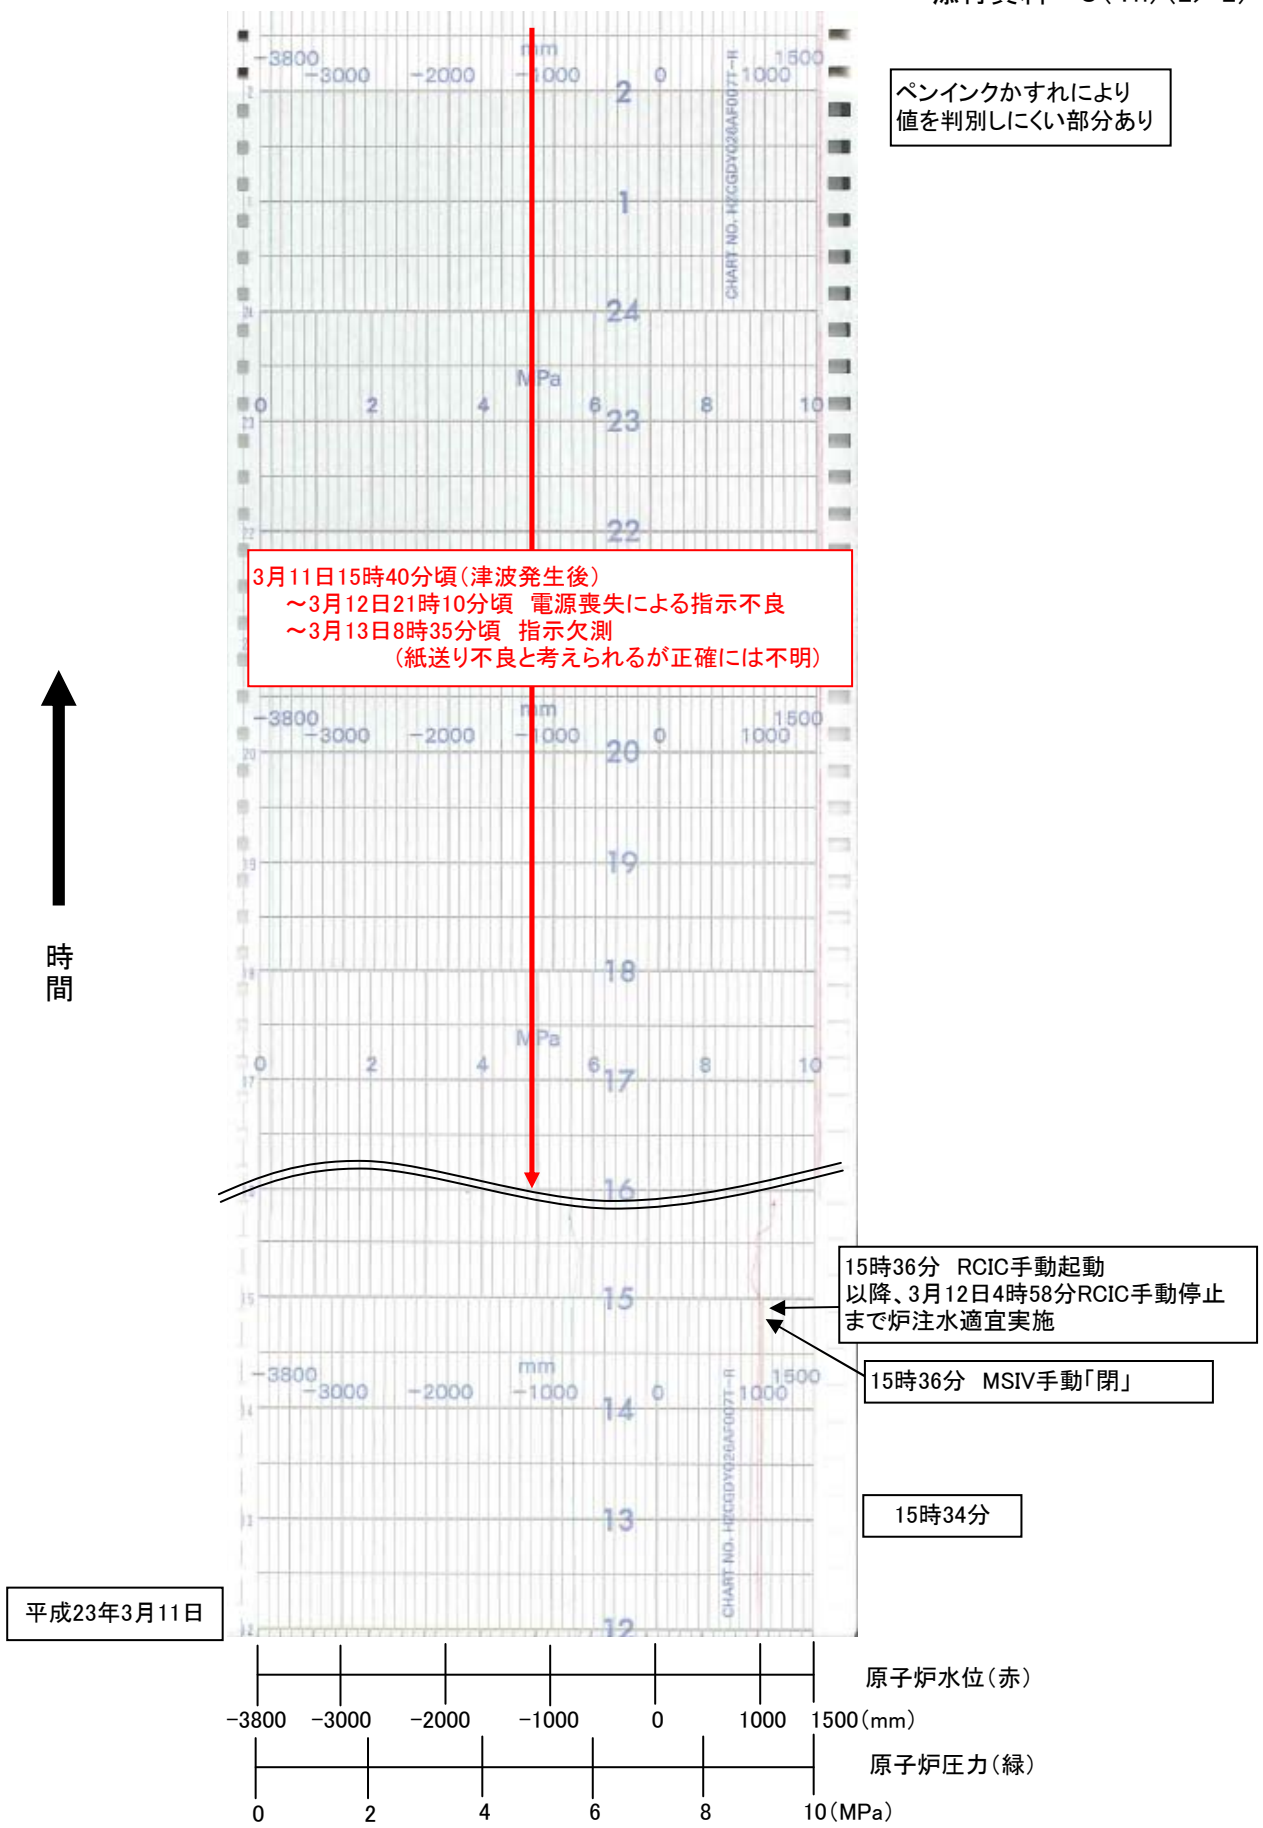 -3800 mm 1500
-3000 -2000 -1000 0 1000
2
ペンインクかすれにより
値を判別しにくい部分あり
1
CHART NO. HZCGDY026AF007T-R
24
MPa
0 2 4 6 8 10
23
22
3月11日15時40分頃(津波発生後)
～3月12日21時10分頃 電源喪失による指示不良
～3月13日8時35分頃 指示欠測
(紙送り不良と考えられるが正確には不明)
-3800 mm 1500
-3000 -2000 -1000 0 1000
20
19
時間
18
MPa
0 2 4 6 8 10
17
16
15時36分 RCIC手動起動
以降、3月12日4時58分RCIC手動停止
まで炉注水適宜実施
15
15時36分 MSIV手動「閉」
-3800 mm 1500
-3000 -2000 -1000 0 1000
14
CHART NO. HZCGDY026AF007T-R
13
15時34分
平成23年3月11日
12
原子炉水位(赤)
-3800 -3000 -2000 -1000 0 1000 1500(mm)
原子炉圧力(緑)
0 2 4 6 8 10(MPa)